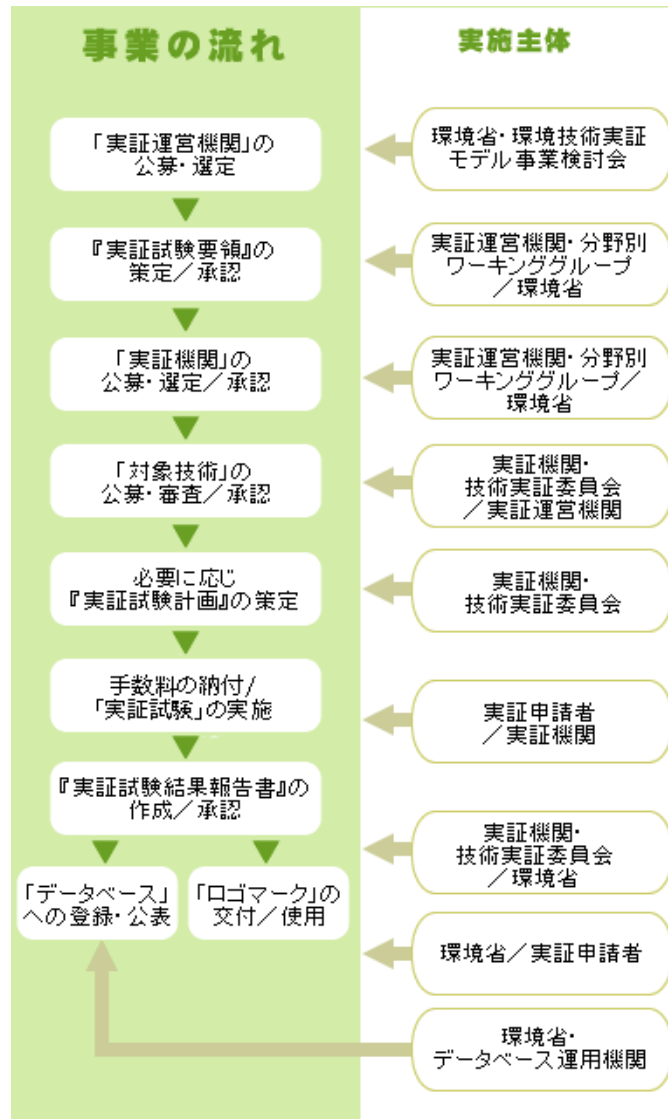 事業の流れ
実施主体
「実証運営機関」の
公募・選定
環境省・環境技術実証
モデル事業検討会
『実証試験要領』の
策定／承認
実証運営機関・分野別
ワーキンググループ
／環境省
「実証機関」の
公募・選定／承認
実証運営機関・分野別
ワーキンググループ／
環境省
「対象技術」の
公募・審査／承認
実証機関・
技術実証委員会
／実証運営機関
必要に応じ
『実証試験計画』の策定
実証機関・
技術実証委員会
手数料の納付/
「実証試験」の実施
実証申請者
／実証機関
『実証試験結果報告書』の
作成／承認
実証機関・
技術実証委員会
／環境省
「データベース」
への登録・公表
「ロゴマーク」の
交付／使用
環境省／実証申請者
環境省・
データベース運用機関